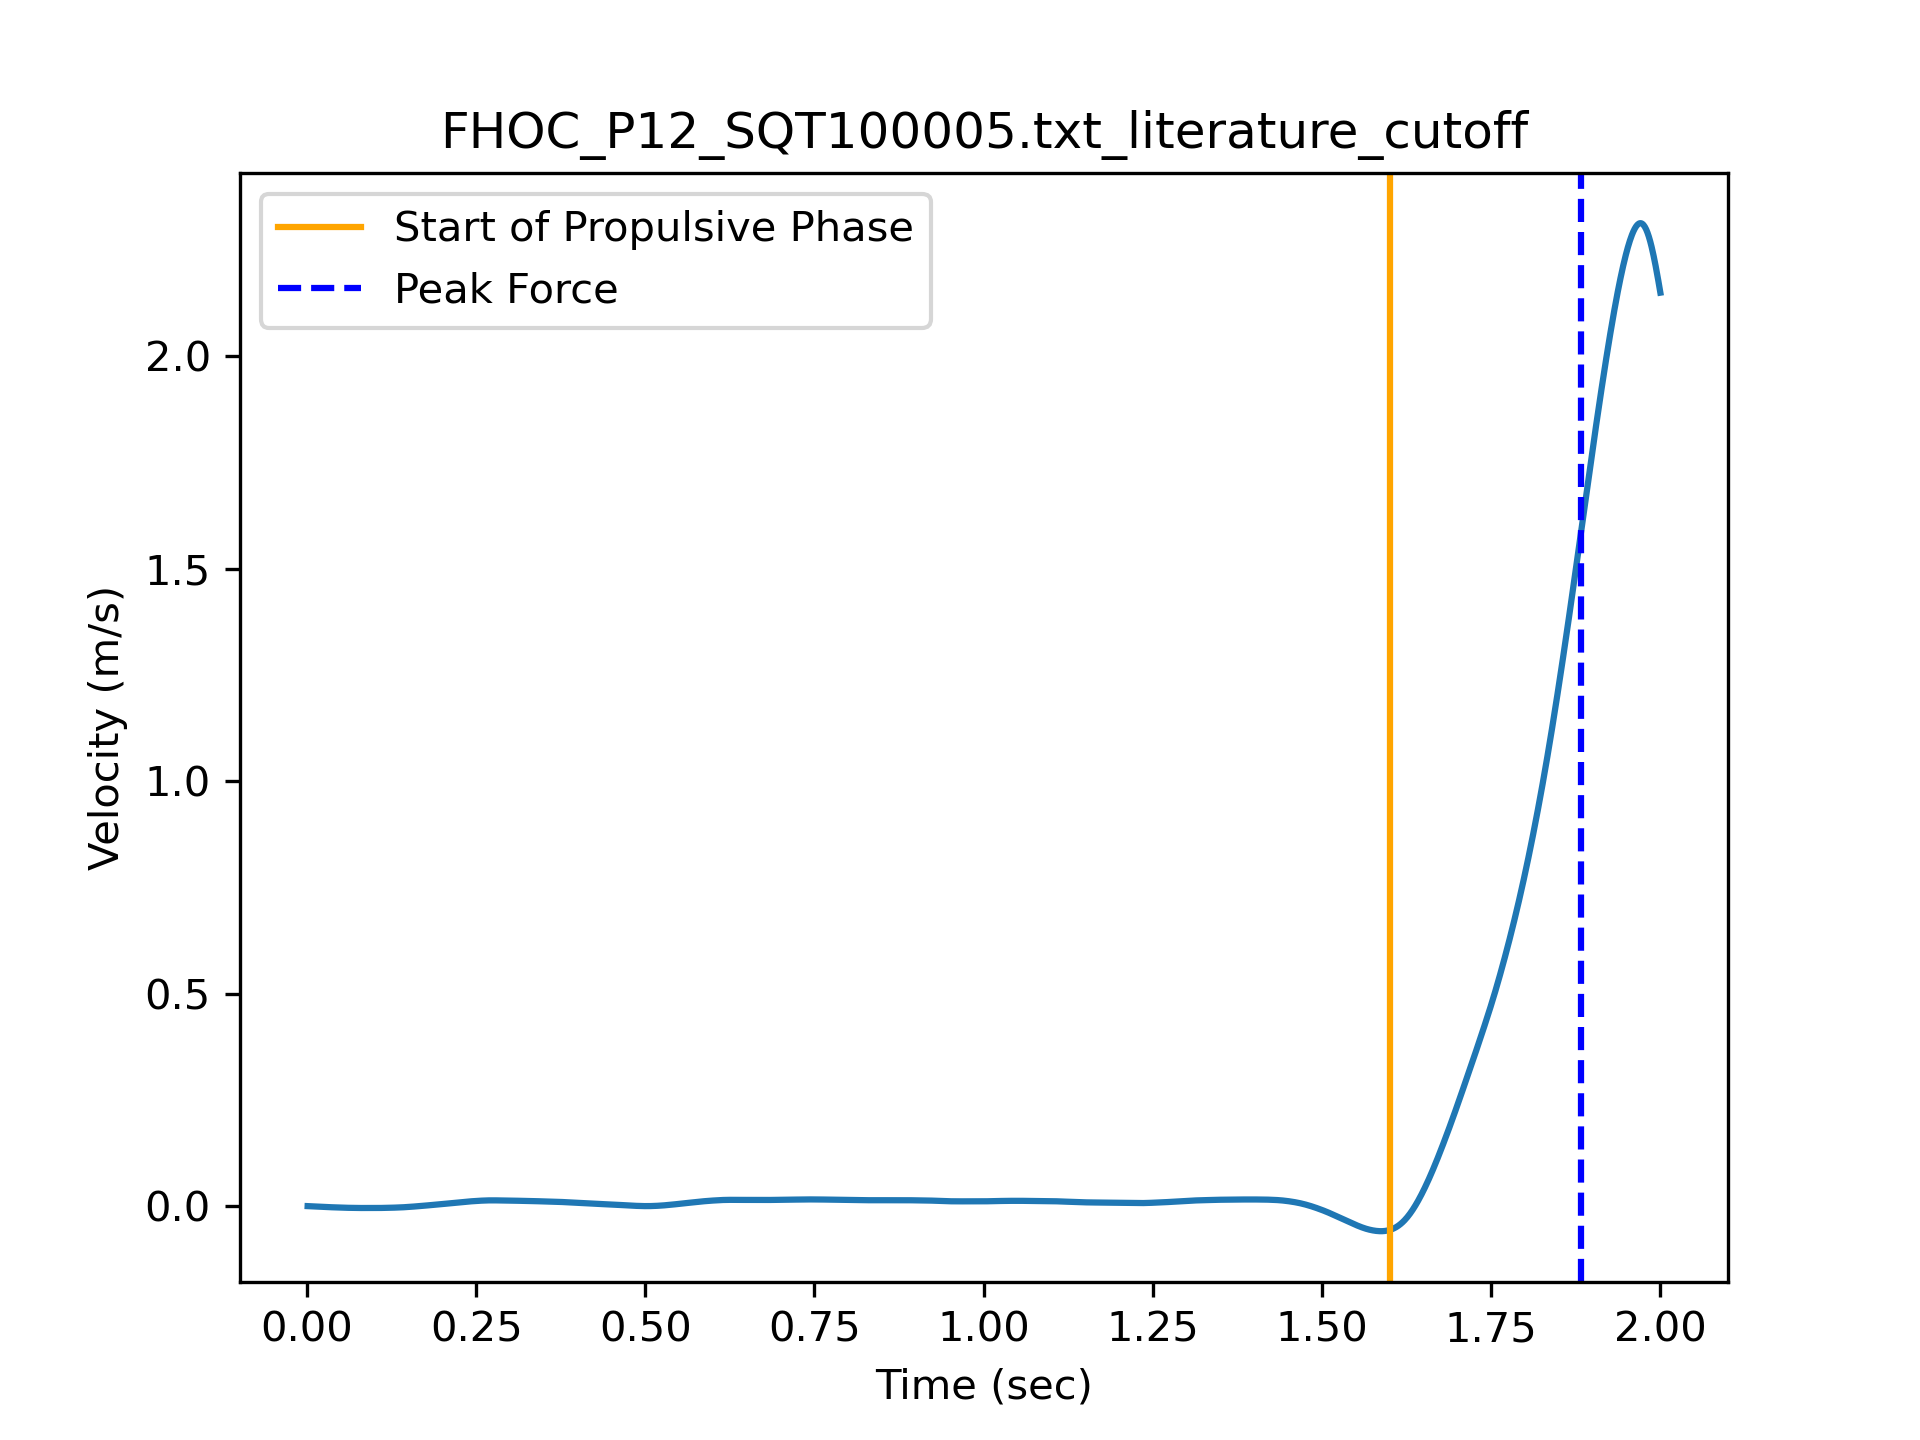 FHOC_P12_SQT100005.txt_literature_cutoff
Start of Propulsive Phase
Peak Force
Velocity (m/s)
2.0
1.5
1.0
0.5
0.0
0.00 0.25 0.50 0.75 1.00 1.25 1.50 1.75 2.00
Time (sec)